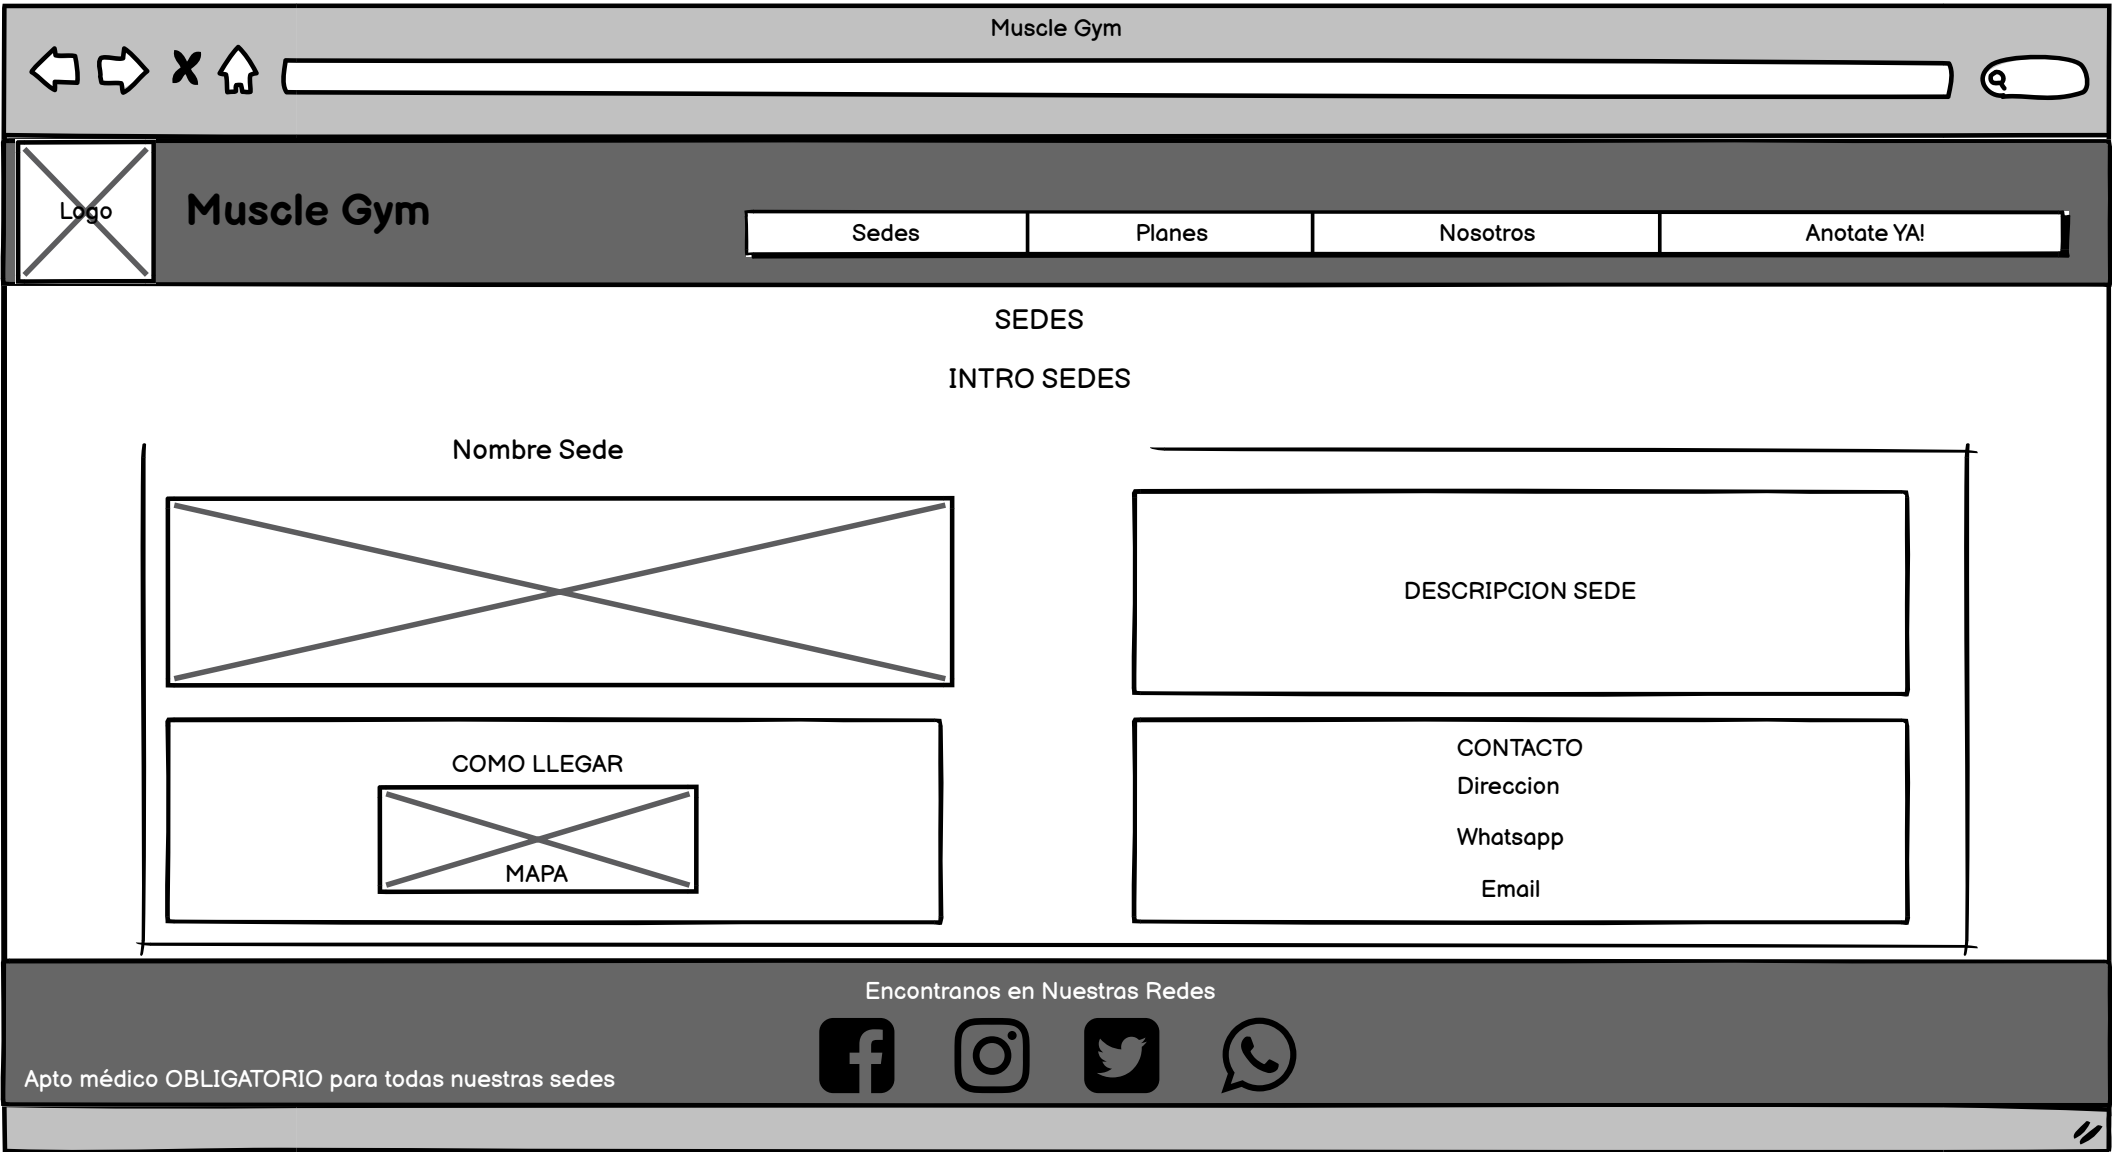 Muscle Gym
Logo
Muscle Gym
Sedes
Planes
Nosotros
Anotate YA!
SEDES
INTRO SEDES
Nombre Sede
DESCRIPCION SEDE
COMO LLEGAR
MAPA
CONTACTO
Direccion
Whatsapp
Email
Encontranos en Nuestras Redes
Apto médico OBLIGATORIO para todas nuestras sedes